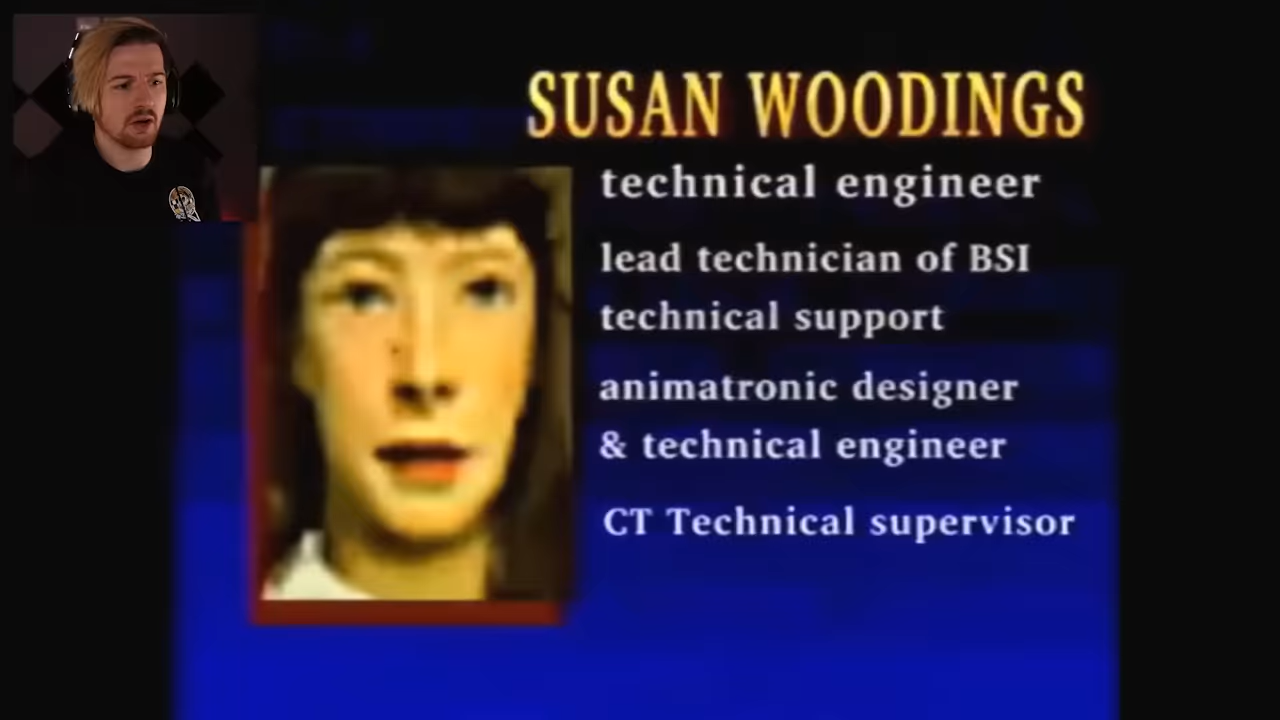 SUSAN WOODINGS
technical engineer
lead technician of BSI
technical support
animatronic designer
& technical engineer
CT Technical supervisor